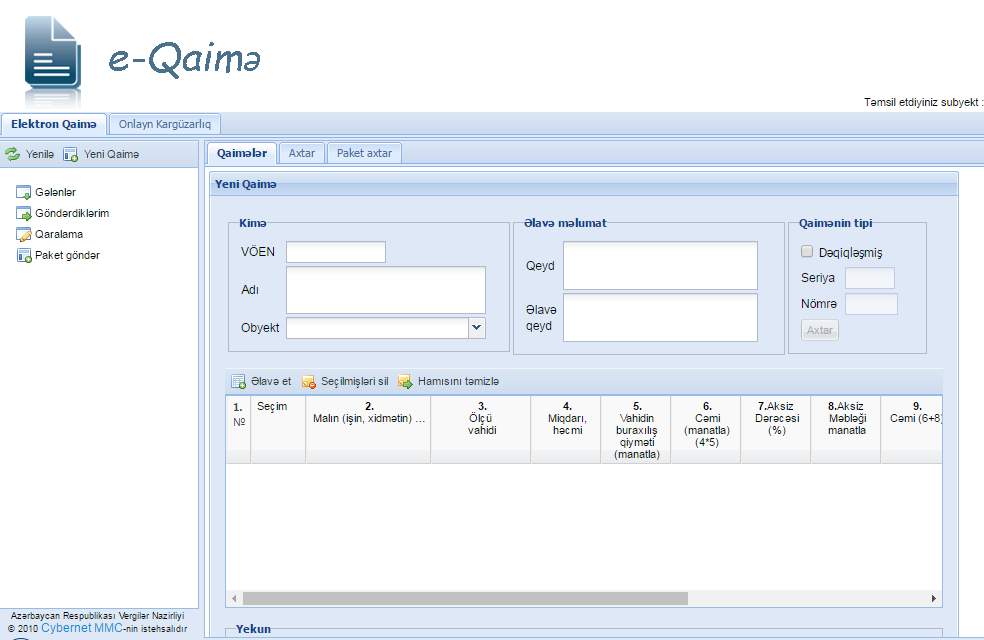 e-Qaimə
Təmsil etdiyiniz subyekt :
Elektron Qaimə
Onlayn Kargüzarlıq
Yenilə
Yeni Qaimə
Qaimələr
Axtar
Paket axtar
Gələnlər
Göndərdiklərim
Qaralama
Paket göndər
Yeni Qaimə
Kimə
VÖEN
Adı
Obyekt
Əlavə məlumat
Qeyd
Əlavə
qeyd
Qaimənin tipi
Dəqiqləşmiş
Seriya
Nömrə
Axtar
Əlavə et
Seçilmişləri sil
Hamısını təmizlə
1.
№
Seçim
2.
Malın (işin, xidmətin) ...
3.
Ölçü
vahidi
4.
Miqdarı,
həcmi
5.
Vahidin
buraxılış
qiyməti
(manatla)
6.
Cəmi
(manatla)
(4*5)
7.Aksiz
Dərəcəsi
(%)
8.Aksiz
Məbləği
manatla
9.
Cəmi (6+8)
Yekun
Azərbaycan Respublikası Vergilər Nazirliyi
© 2010 Cybernet MMC-nin istehsalıdır